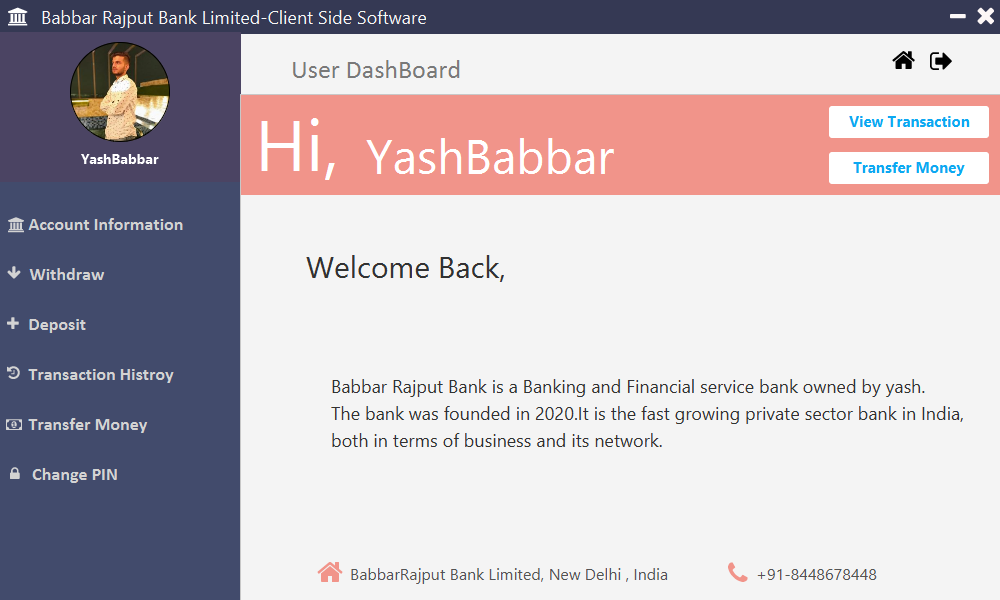 Babbar Rajput Bank Limited-Client Side Software
YashBabbar
Account Information
Withdraw
Deposit
Transaction Histroy
Transfer Money
Change PIN
User DashBoard
Hi, YashBabbar
View Transaction
Transfer Money
Welcome Back,
Babbar Rajput Bank is a Banking and Financial service bank owned by yash.
The bank was founded in 2020.It is the fast growing private sector bank in India,
both in terms of business and its network.
BabbarRajput Bank Limited, New Delhi , India
+91-8448678448